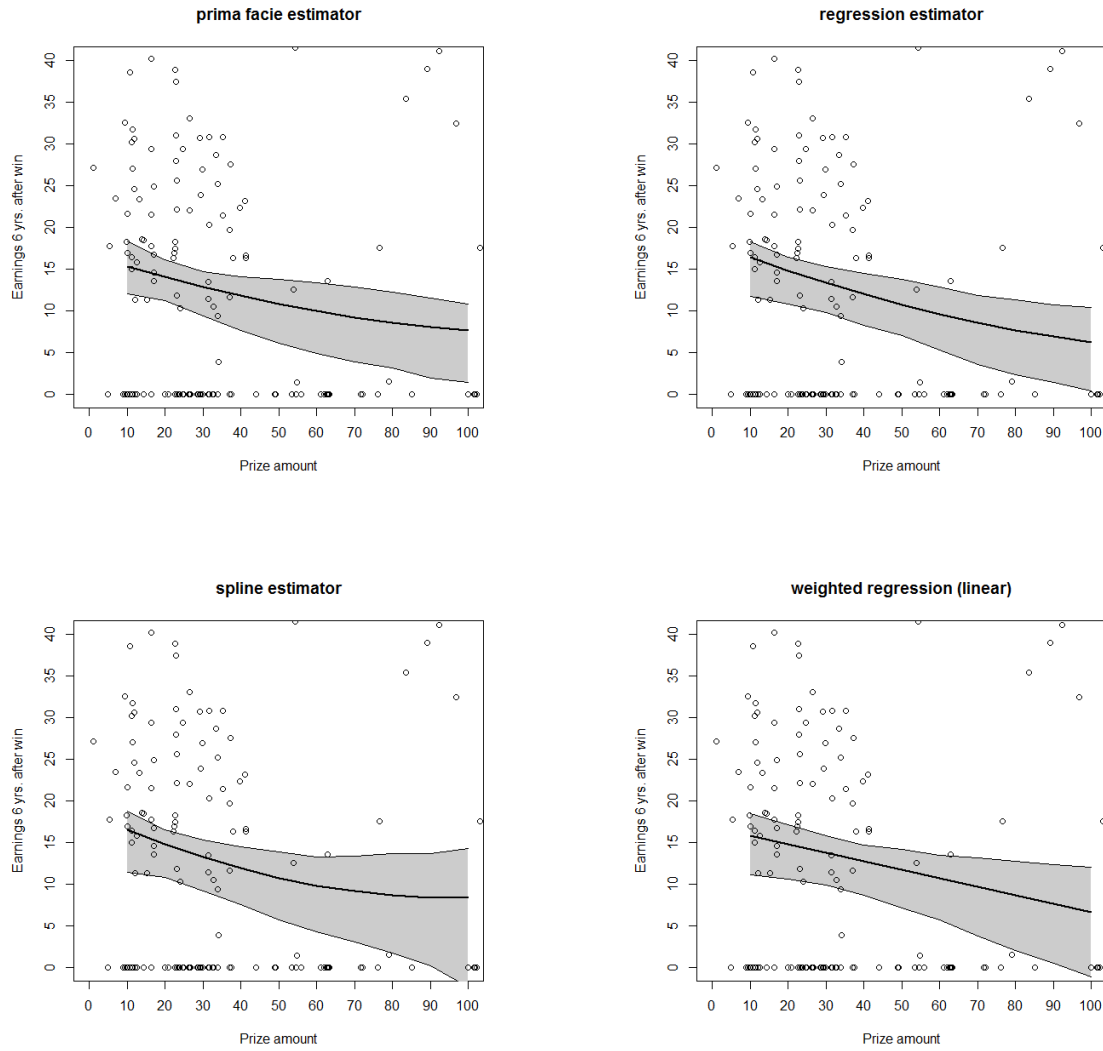 prima facie estimator
Earnings 6 yrs. after win
40
35
30
25
20
15
10
5
0
0 10 20 30 40 50 60 70 80 90 100
Prize amount
regression estimator
Earnings 6 yrs. after win
40
35
30
25
20
15
10
5
0
0 10 20 30 40 50 60 70 80 90 100
Prize amount
spline estimator
Earnings 6 yrs. after win
40
35
30
25
20
15
10
5
0
0 10 20 30 40 50 60 70 80 90 100
Prize amount
weighted regression (linear)
Earnings 6 yrs. after win
40
35
30
25
20
15
10
5
0
0 10 20 30 40 50 60 70 80 90 100
Prize amount